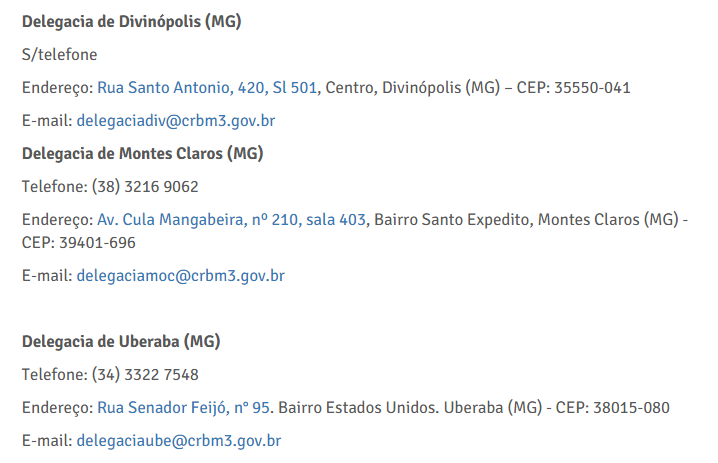 Delegacia de Divinópolis (MG)
S/telefone
Endereço: Rua Santo Antonio, 420, Sl 501, Centro, Divinópolis (MG) – CEP: 35550-041
E-mail: delegaciadiv@crbm3.gov.br
Delegacia de Montes Claros (MG)
Telefone: (38) 3216 9062
Endereço: Av. Cula Mangabeira, nº 210, sala 403, Bairro Santo Expedito, Montes Claros (MG) -
CEP: 39401-696
E-mail: delegaciamoc@crbm3.gov.br
Delegacia de Uberaba (MG)
Telefone: (34) 3322 7548
Endereço: Rua Senador Feijó, n° 95. Bairro Estados Unidos. Uberaba (MG) - CEP: 38015-080
E-mail: delegaciaube@crbm3.gov.br